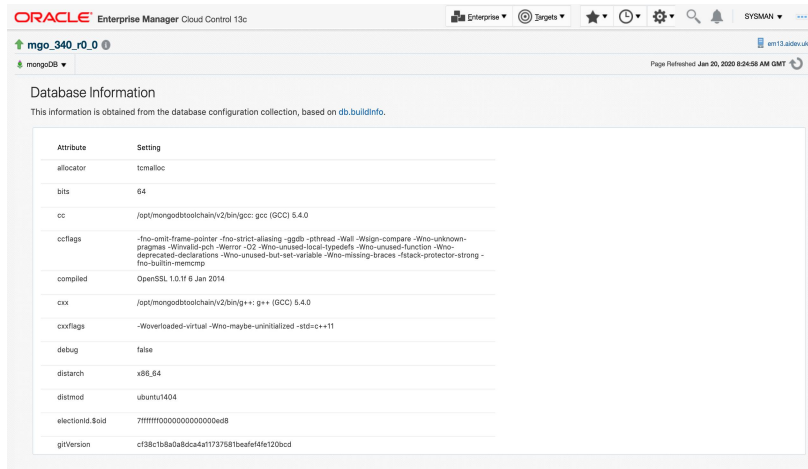 ORACLE® Enterprise Manager Cloud Control 13c
Enterprise ▼ Targets ▼ SYSMAN ▼ ...
mgo_340_r0_0
em13.aidev.uk
mongoDB ▼
Page Refreshed Jan 20, 2020 8:24:58 AM GMT
Database Information
This information is obtained from the database configuration collection, based on db.buildInfo.
Attribute Setting
allocator tcmalloc
bits 64
cc /opt/mongodbtoolchain/v2/bin/gcc: gcc (GCC) 5.4.0
ccflags -fno-omit-frame-pointer -fno-strict-aliasing -ggdb -pthread -Wall -Wsign-compare -Wno-unknown-
pragmas -Winvalid-pch -Werror -O2 -Wno-unused-local-typedefs -Wno-unused-function -Wno-
deprecated-declarations -Wno-unused-but-set-variable -Wno-missing-braces -fstack-protector-strong -
fno-builtin-memcmp
compiled OpenSSL 1.0.1f 6 Jan 2014
cxx /opt/mongodbtoolchain/v2/bin/g++: g++ (GCC) 5.4.0
cxxflags -Woverloaded-virtual -Wno-maybe-uninitialized -std=c++11
debug false
distarch x86_64
distmod ubuntu1404
electionId.$oid 7fffffff0000000000000ed8
gitVersion cf38c1b8a0a8dca4a11737581beafef4fe120bcd